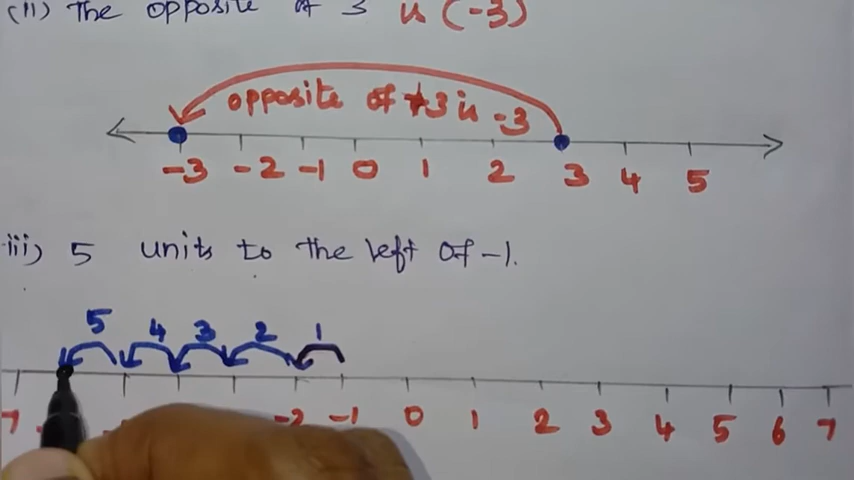 (ii) The opposite of 3 is (-3)
opposite of +3 is -3
-3 -2 -1 0 1 2 3 4 5
iii) 5 units to the left of -1.
5 4 3 2 1
-2 -1 0 1 2 3 4 5 6 7